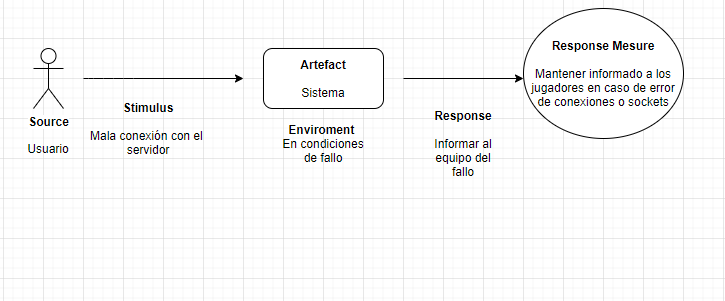 Source
Usuario
Stimulus
Mala conexión con el
servidor
Artefact
Sistema
Enviroment
En condiciones
de fallo
Response
Informar al
equipo del
fallo
Response Mesure
Mantener informado a los
jugadores en caso de error
de conexiones o sockets